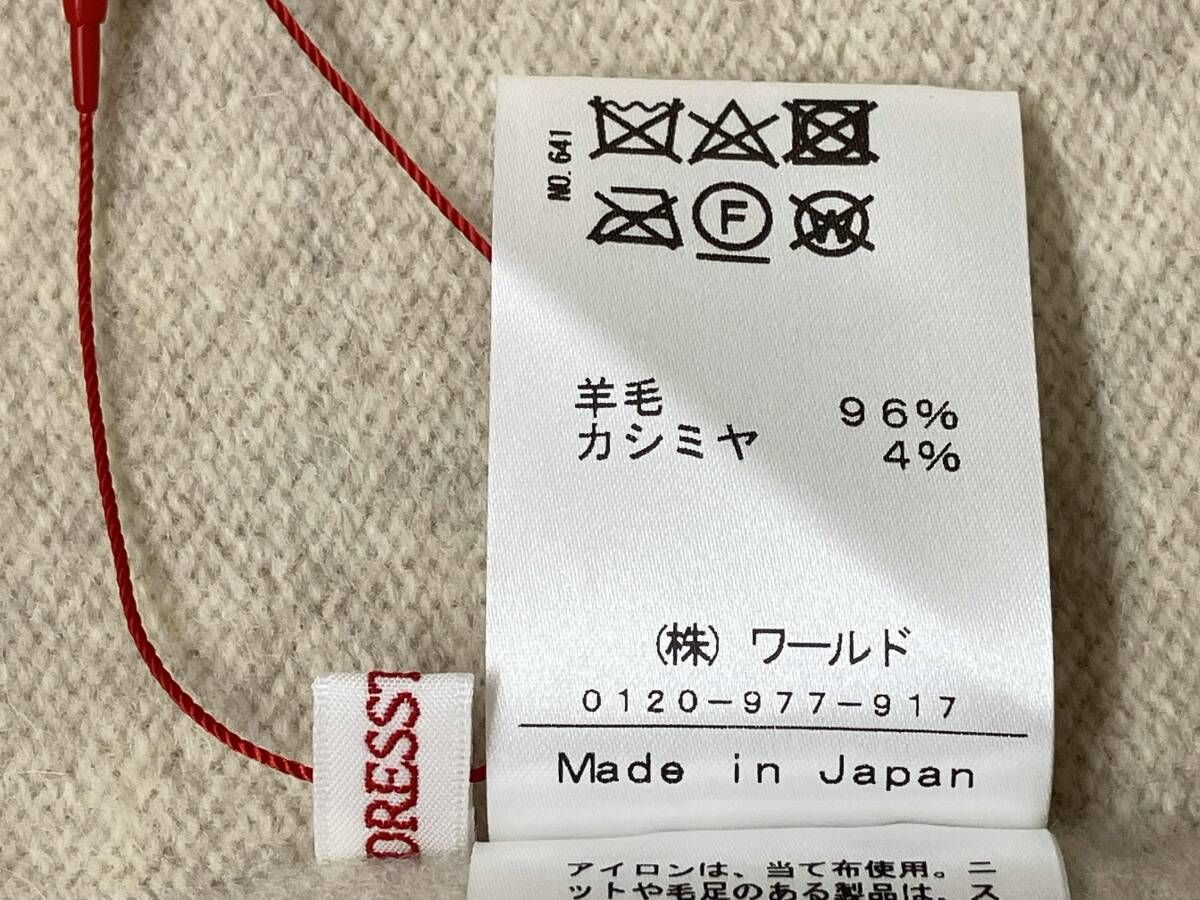 NO. 641
F
W
羊毛 96%
カシミヤ 4%
(株) ワールド
0120-977-917
Made in Japan
DRESST
アイロンは、当て布使用。ニ
ットや毛足のある製品は、ス